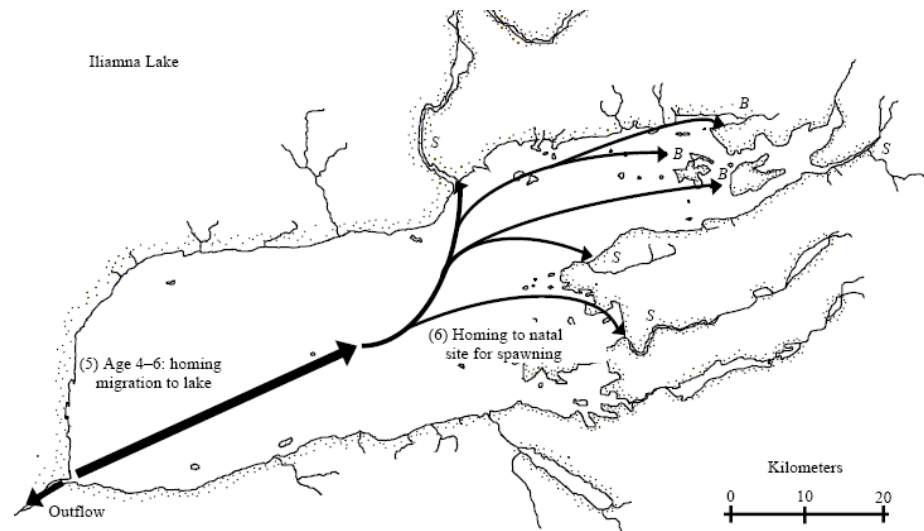 Iliamna Lake
B
S
B
S
B
S
S
(6) Homing to natal
site for spawning
(5) Age 4–6: homing
migration to lake
Kilometers
0 10 20
Outflow